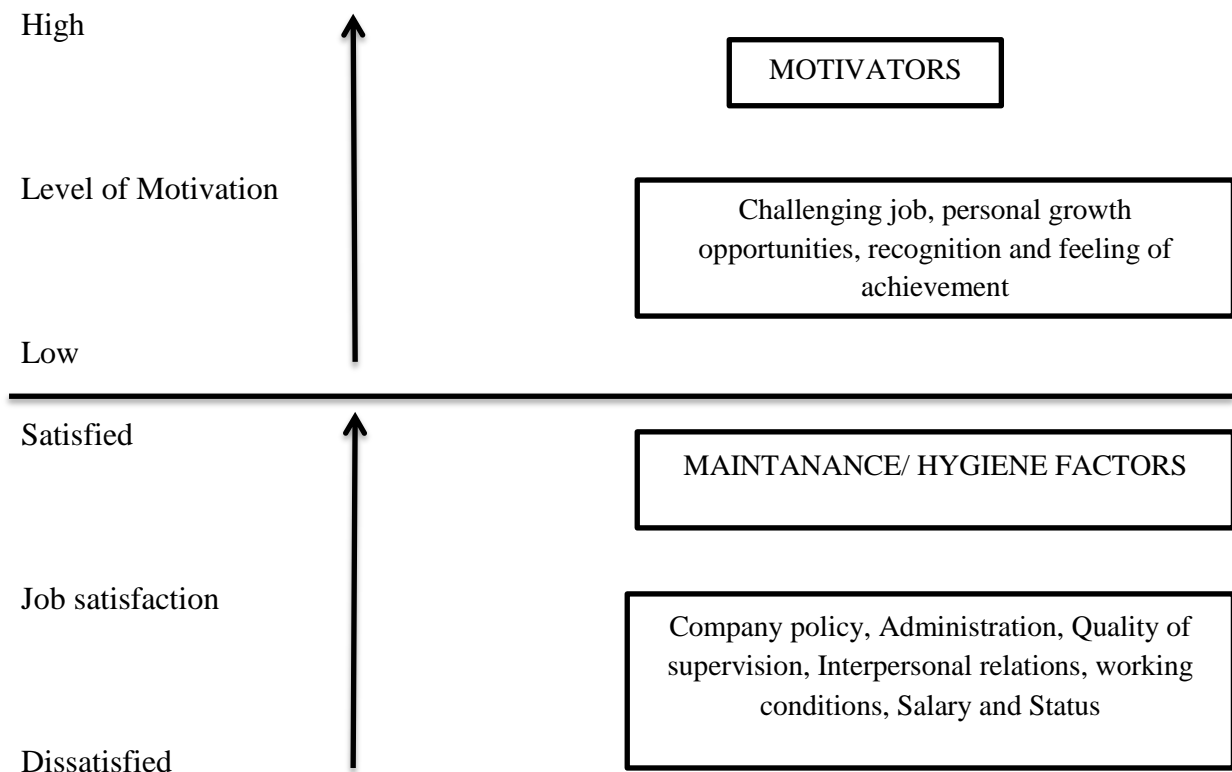 High
MOTIVATORS
Level of Motivation
Challenging job, personal growth
opportunities, recognition and feeling of
achievement
Low
Satisfied
MAINTANANCE/ HYGIENE FACTORS
Job satisfaction
Company policy, Administration, Quality of
supervision, Interpersonal relations, working
conditions, Salary and Status
Dissatisfied